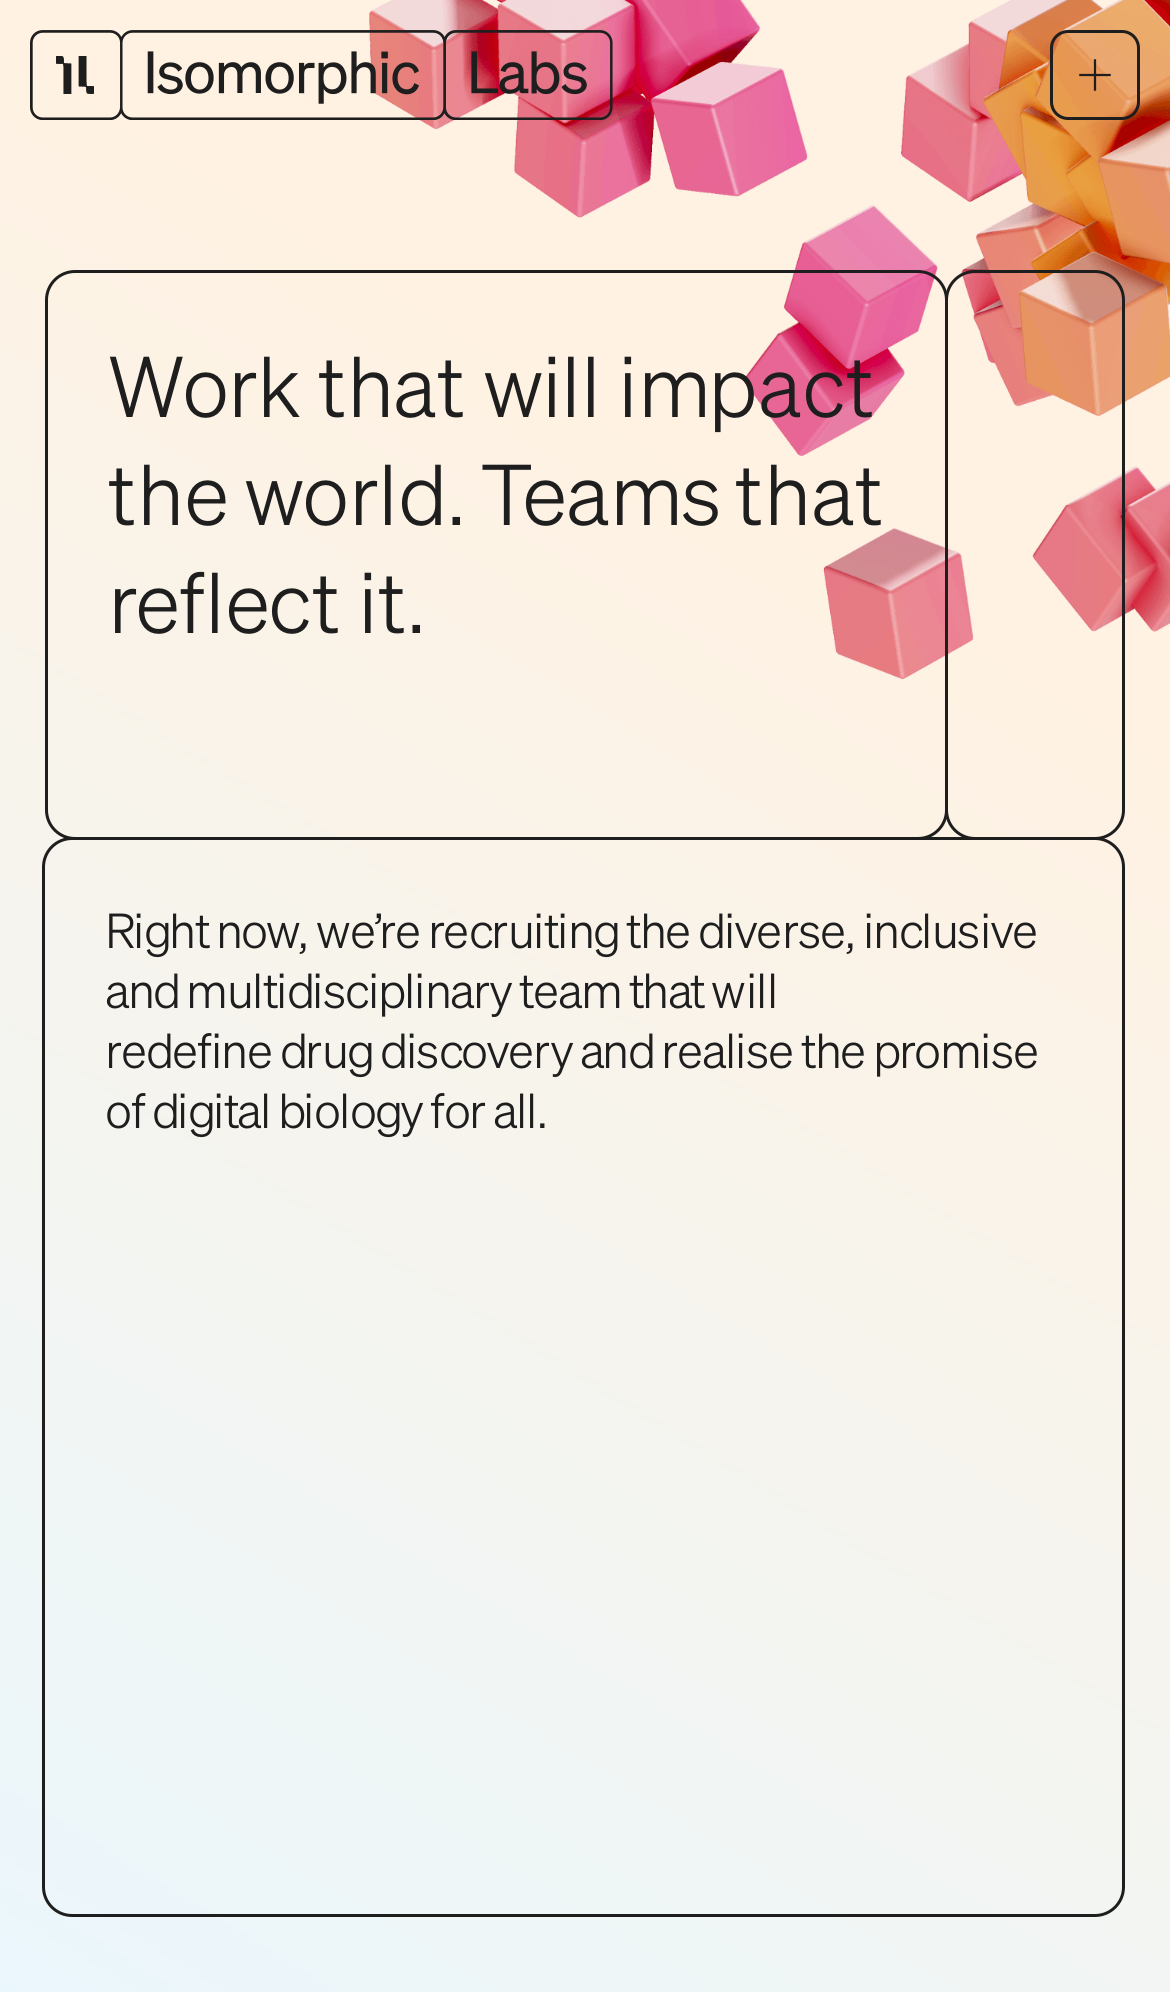 Isomorphic Labs
Work that will impact
the world. Teams that
reflect it.
Right now, we’re recruiting the diverse, inclusive
and multidisciplinary team that will
redefine drug discovery and realise the promise
of digital biology for all.